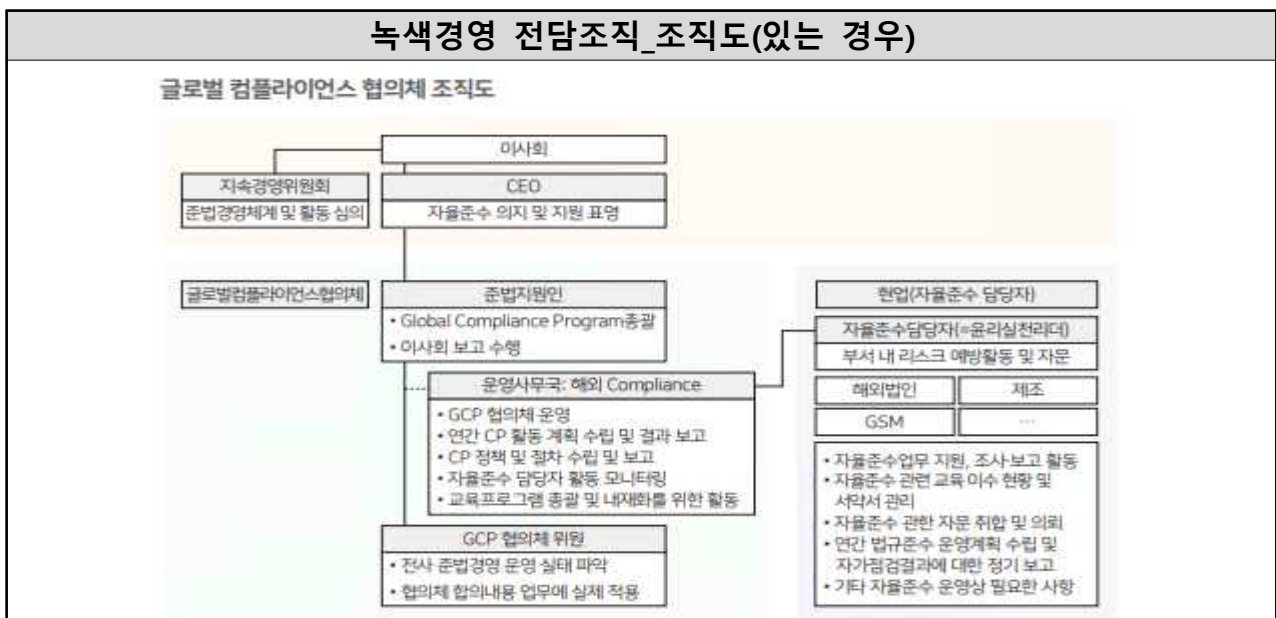 녹색경영 전담조직_조직도(있는 경우)
글로벌 컴플라이언스 협의체 조직도
이사회
지속경영위원회
준법경영체계 및 활동 심의
CEO
자율준수 의지 및 지원 표명
글로벌컴플라이언스협의체
준법지원인
• Global Compliance Program총괄
• 이사회 보고 수행
운영사무국: 해외 Compliance
• GCP 협의체 운영
• 연간 CP 활동 계획 수립 및 결과 보고
• CP 정책 및 절차 수립 및 보고
• 자율준수 담당자 활동 모니터링
• 교육프로그램 총괄 및 내재화를 위한 활동
GCP 협의체 위원
• 전사 준법경영 운영 실태 파악
• 협의체 합의내용 업무에 실제 적용
현업(자율준수 담당자)
자율준수담당자(=윤리실천리더)
부서 내 리스크 예방활동 및 자문
해외법인
제조
GSM
…
• 자율준수업무 지원, 조사·보고 활동
• 자율준수 관련 교육 이수 현황 및
서약서 관리
• 자율준수 관한 자문 취합 및 의뢰
• 연간 법규준수 운영계획 수립 및
자가점검결과에 대한 정기 보고
• 기타 자율준수 운영상 필요한 사항